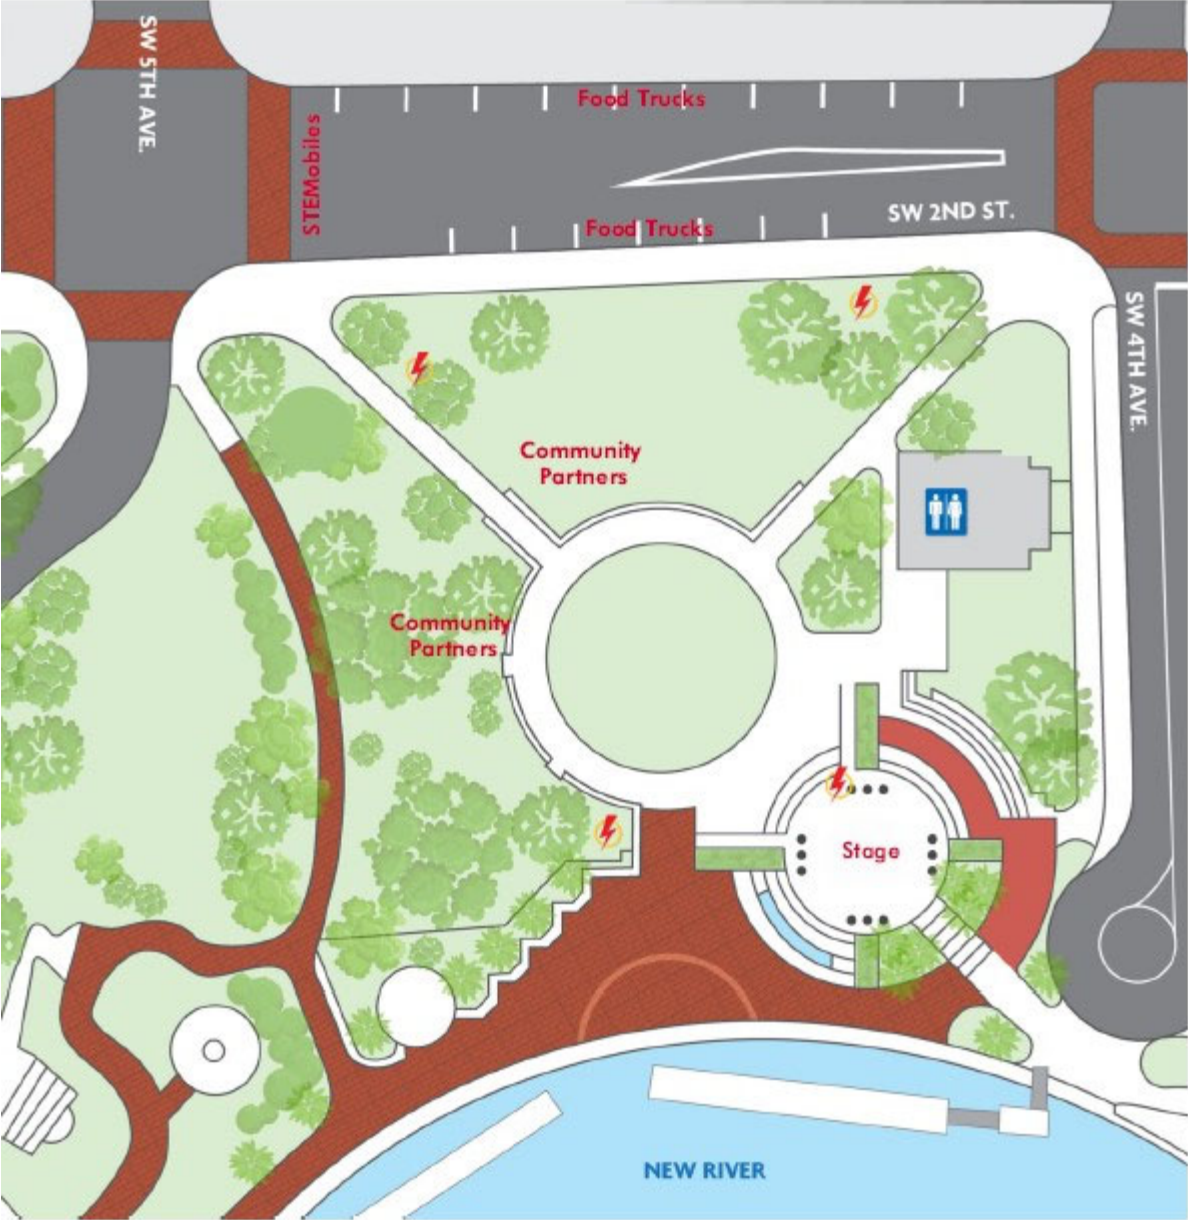 SW 5TH AVE.
Food Trucks
STEMobiles
SW 2ND ST.
Food Trucks
SW 4TH AVE.
Community
Partners
Community
Partners
Stage
NEW RIVER